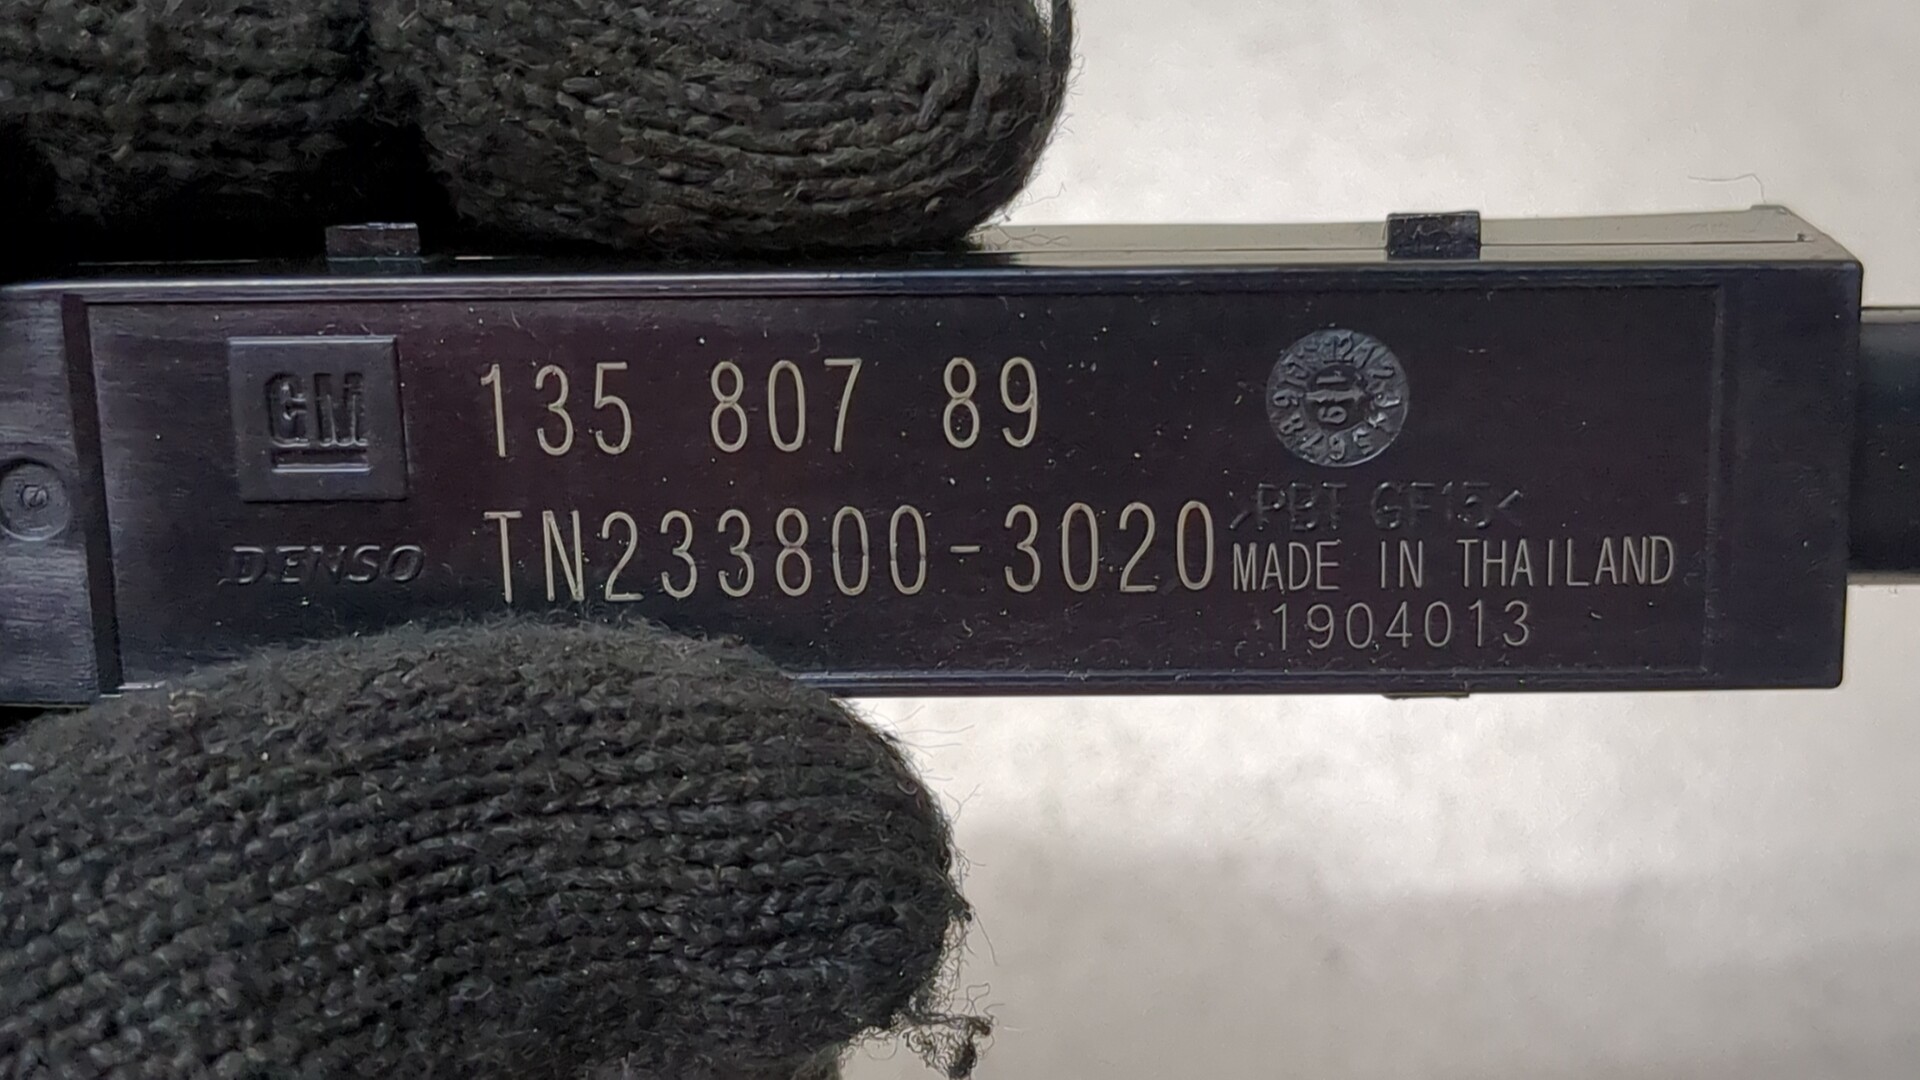 GM
135 807 89
DENSO
TN233800-3020
>PBT GF15<
MADE IN THAILAND
1904013